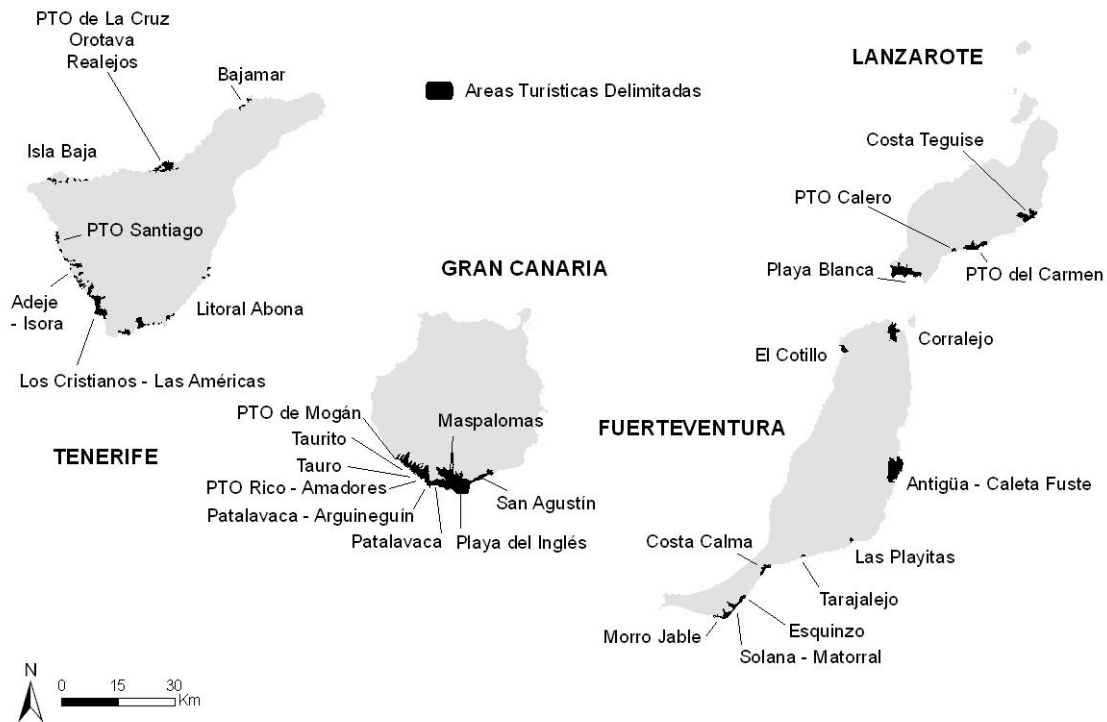 PTO de La Cruz
Orotava
Realejos
Bajamar
Isla Baja
PTO Santiago
Adeje
- Isora
Litoral Abona
Los Cristianos - Las Américas
TENERIFE
Areas Turísticas Delimitadas
GRAN CANARIA
PTO de Mogán
Taurito
Tauro
PTO Rico - Amadores
Patalavaca - Arguineguín
Patalavaca
Maspalomas
San Agustín
Playa del Inglés
LANZAROTE
Costa Teguise
PTO Calero
Playa Blanca
PTO del Carmen
FUERTEVENTURA
El Cotillo
Corralejo
Antigüa - Caleta Fuste
Las Playitas
Costa Calma
Tarajalejo
Esquinzo
Morro Jable
Solana - Matorral
N
0 15 30
Km